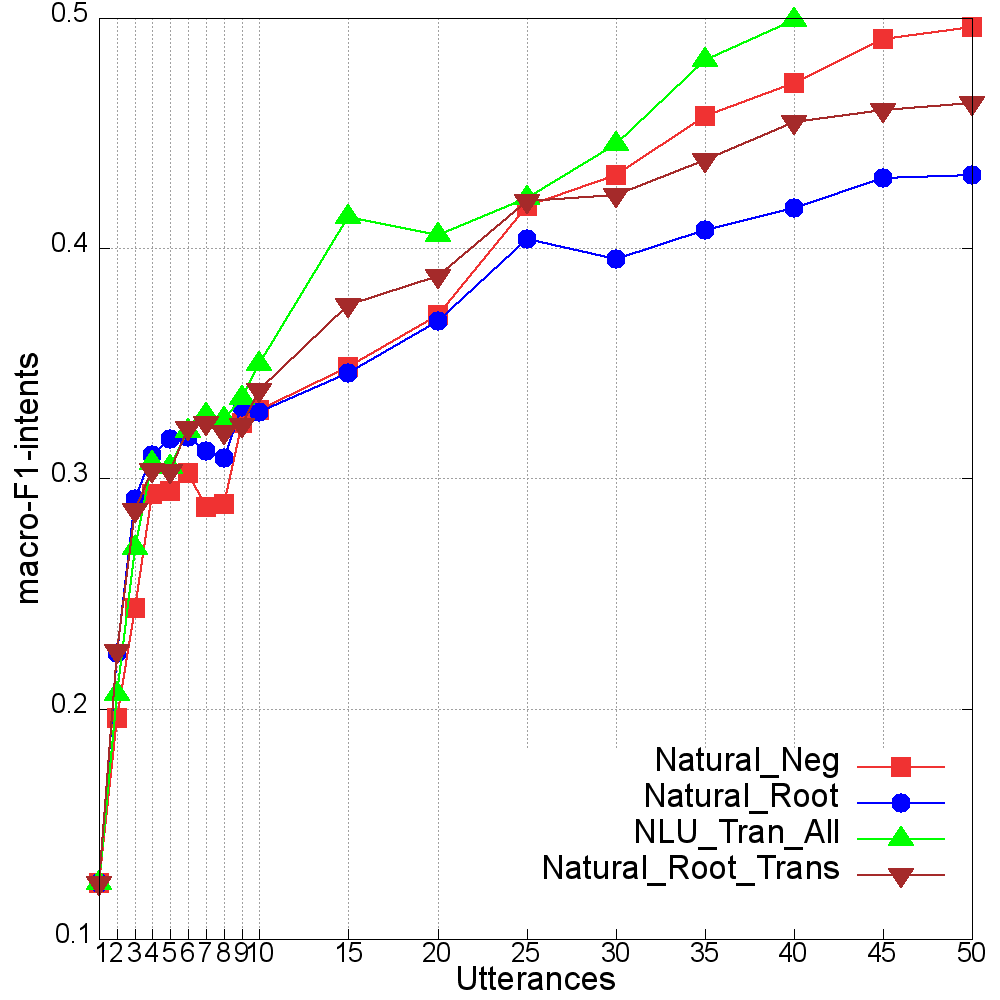 0.5
0.4
0.3
0.2
0.1
macro-F1-intents
Natural_Neg
Natural_Root
NLU_Tran_All
Natural_Root_Trans
1 2 3 4 5 6 7 8 9 10 15 20 25 30 35 40 45 50
Utterances